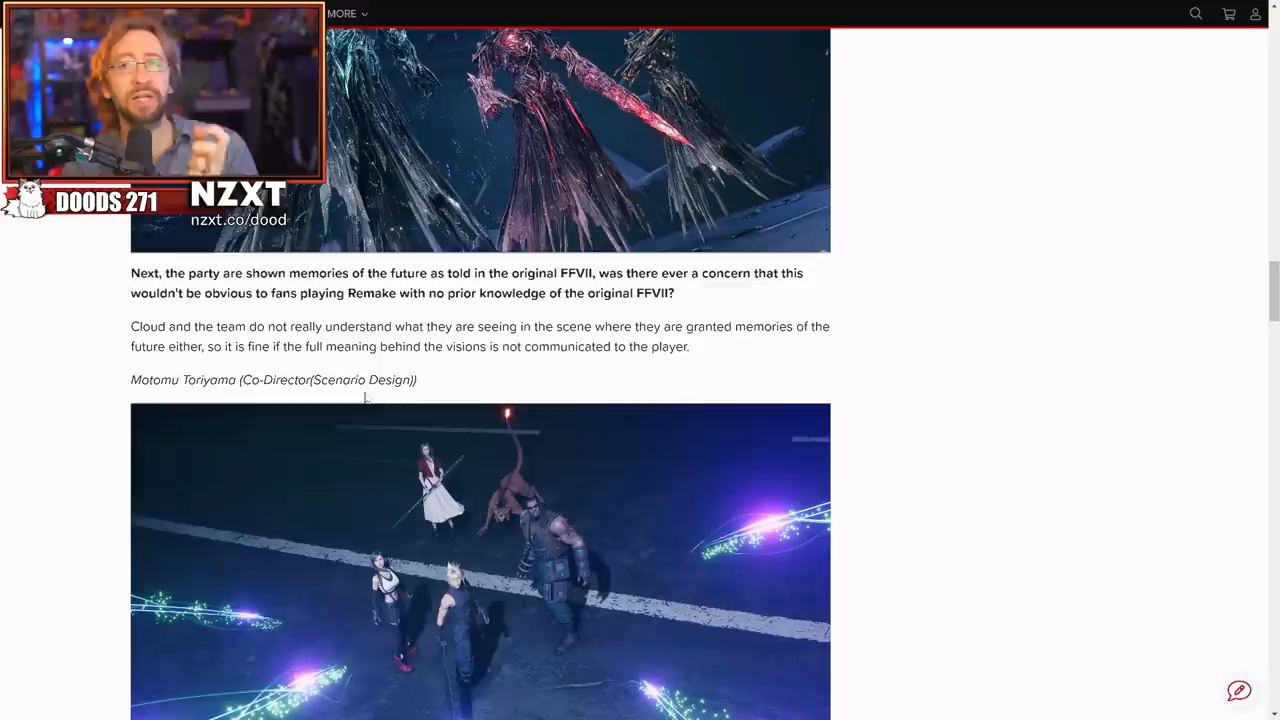 MORE
DOODS 271
NZXT
nzxt.co/dood
Next, the party are shown memories of the future as told in the original FFVII, was there ever a concern that this
wouldn't be obvious to fans playing Remake with no prior knowledge of the original FFVII?
Cloud and the team do not really understand what they are seeing in the scene where they are granted memories of the
future either, so it is fine if the full meaning behind the visions is not communicated to the player.
Motomu Toriyama (Co-Director(Scenario Design))